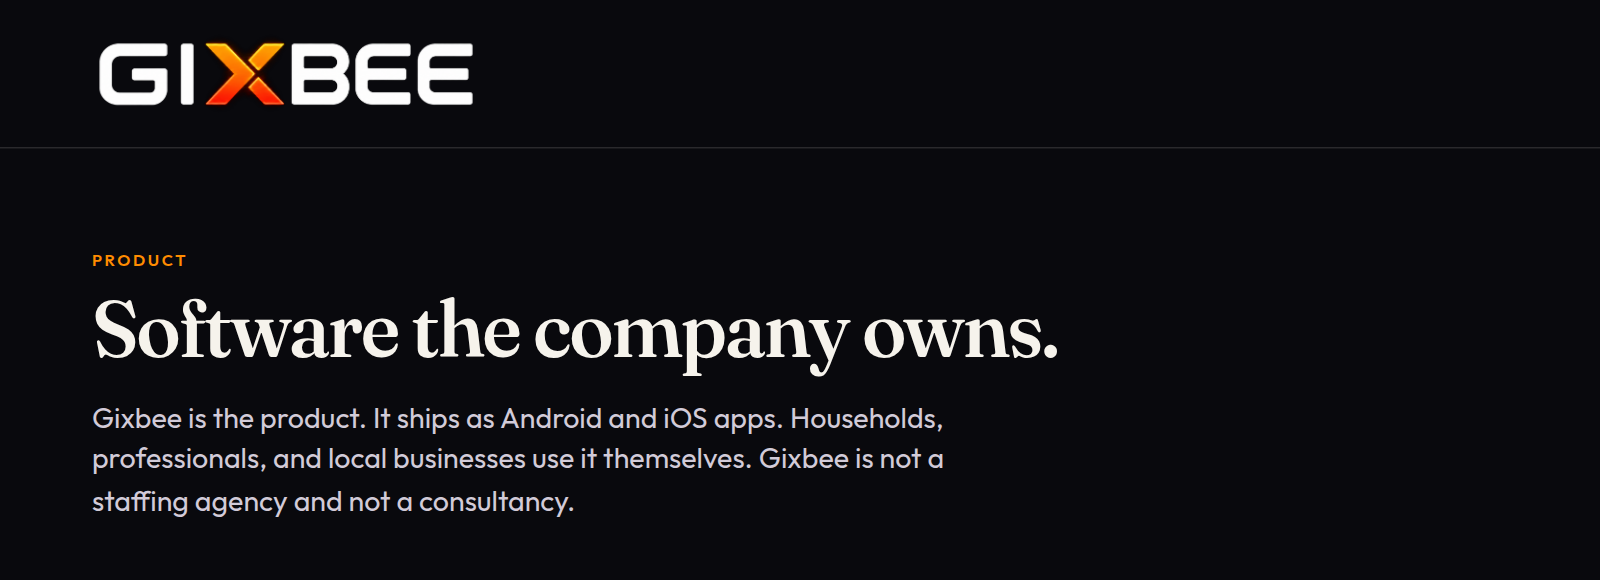 GIXBEE
PRODUCT
Software the company owns.
Gixbee is the product. It ships as Android and iOS apps. Households,
professionals, and local businesses use it themselves. Gixbee is not a
staffing agency and not a consultancy.